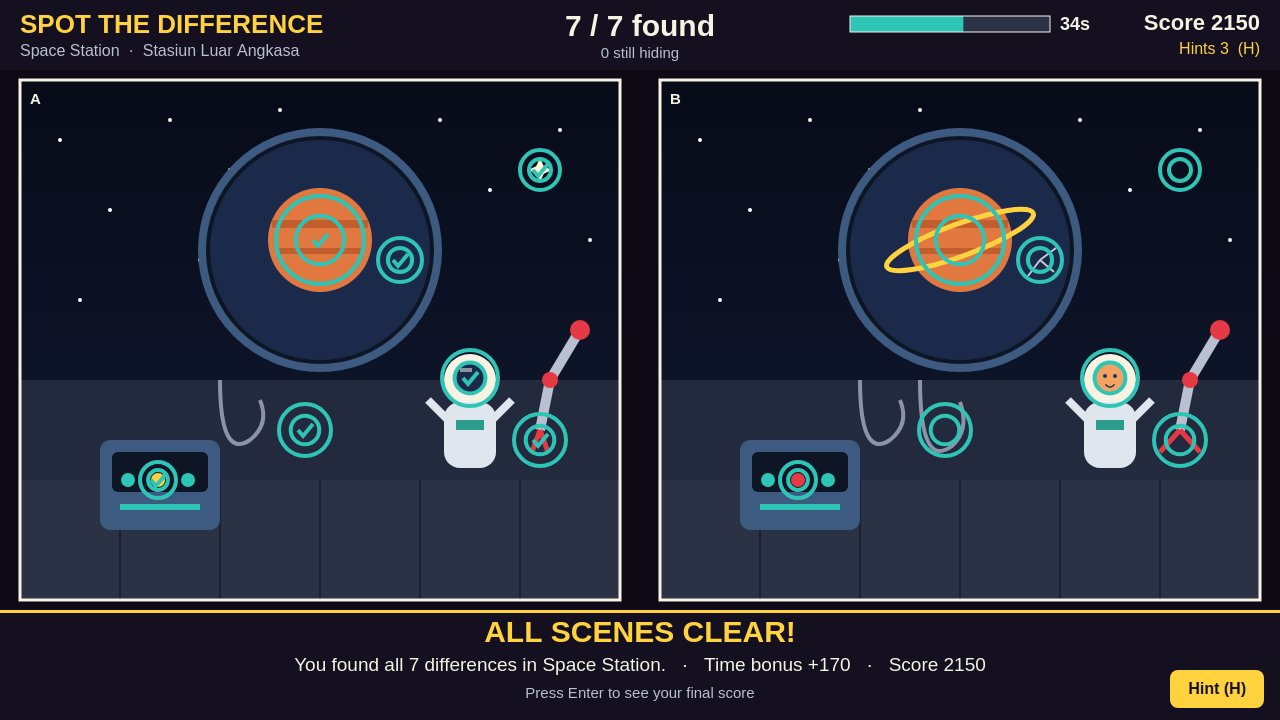 SPOT THE DIFFERENCE
Space Station · Stasiun Luar Angkasa
7 / 7 found
0 still hiding
34s
Score 2150
Hints 3 (H)
A
B
ALL SCENES CLEAR!
You found all 7 differences in Space Station. · Time bonus +170 · Score 2150
Press Enter to see your final score
Hint (H)